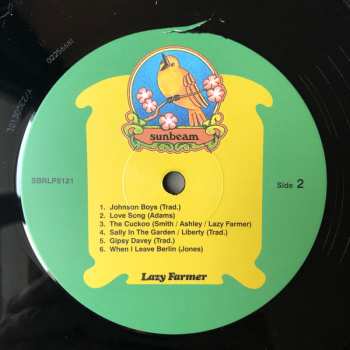 sunbeam
SBRLP5121
Side 2
1. Johnson Boys (Trad.)
2. Love Song (Adams)
3. The Cuckoo (Smith / Ashley / Lazy Farmer)
4. Sally In The Garden / Liberty (Trad.)
5. Gipsy Davey (Trad.)
6. When I Leave Berlin (Jones)
Lazy Farmer